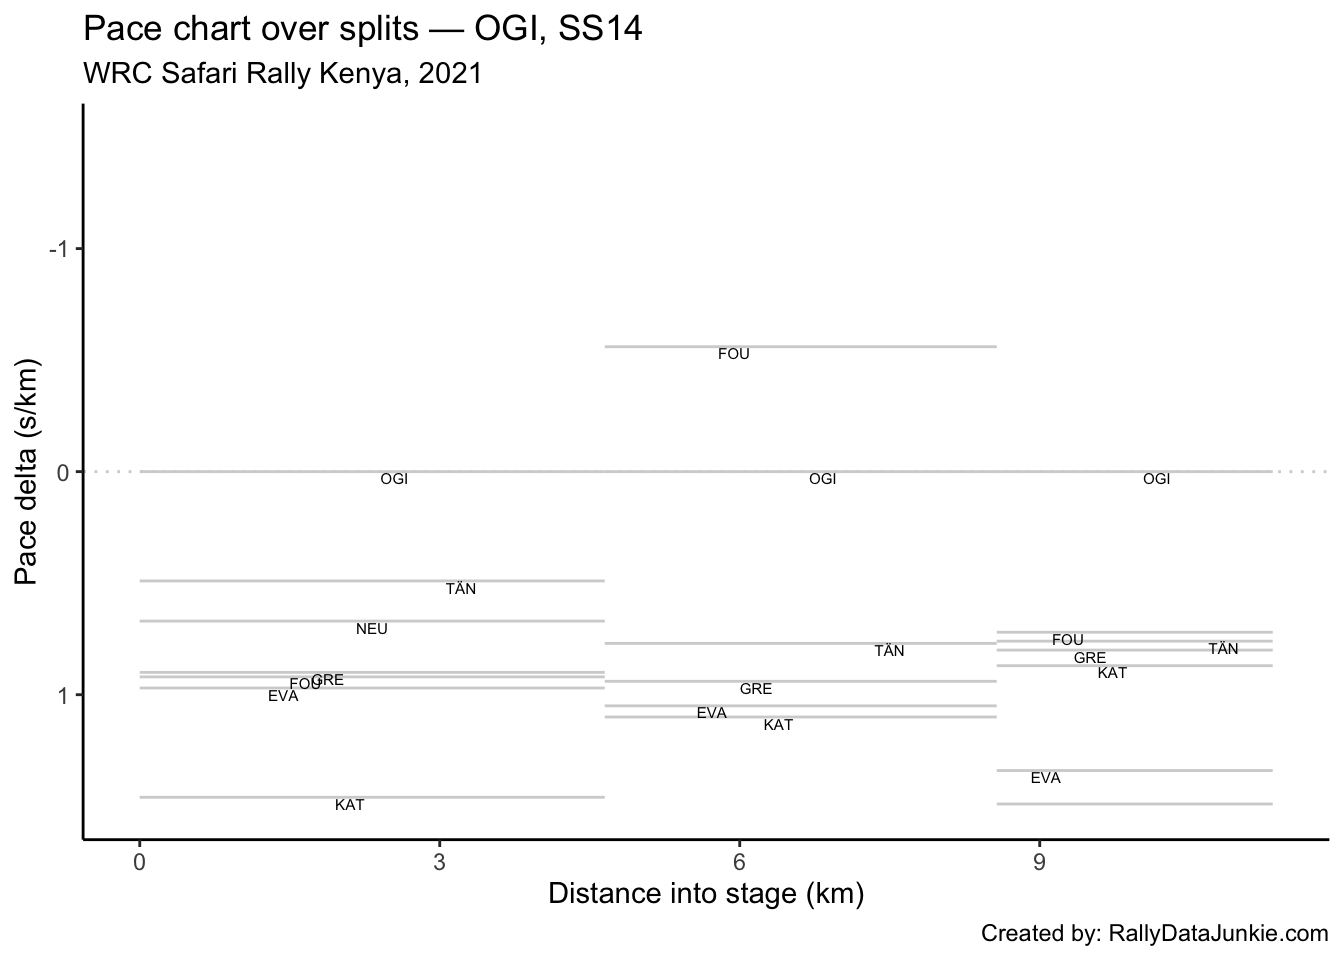 Pace chart over splits — OGI, SS14
WRC Safari Rally Kenya, 2021
Pace delta (s/km)
-1
0
1
FOU
OGI
OGI
OGI
TÄN
NEU
GRE
FOU
EVA
KAT
TÄN
GRE
EVA
KAT
FOU
TÄN
GRE
KAT
EVA
0
3
6
9
Distance into stage (km)
Created by: RallyDataJunkie.com